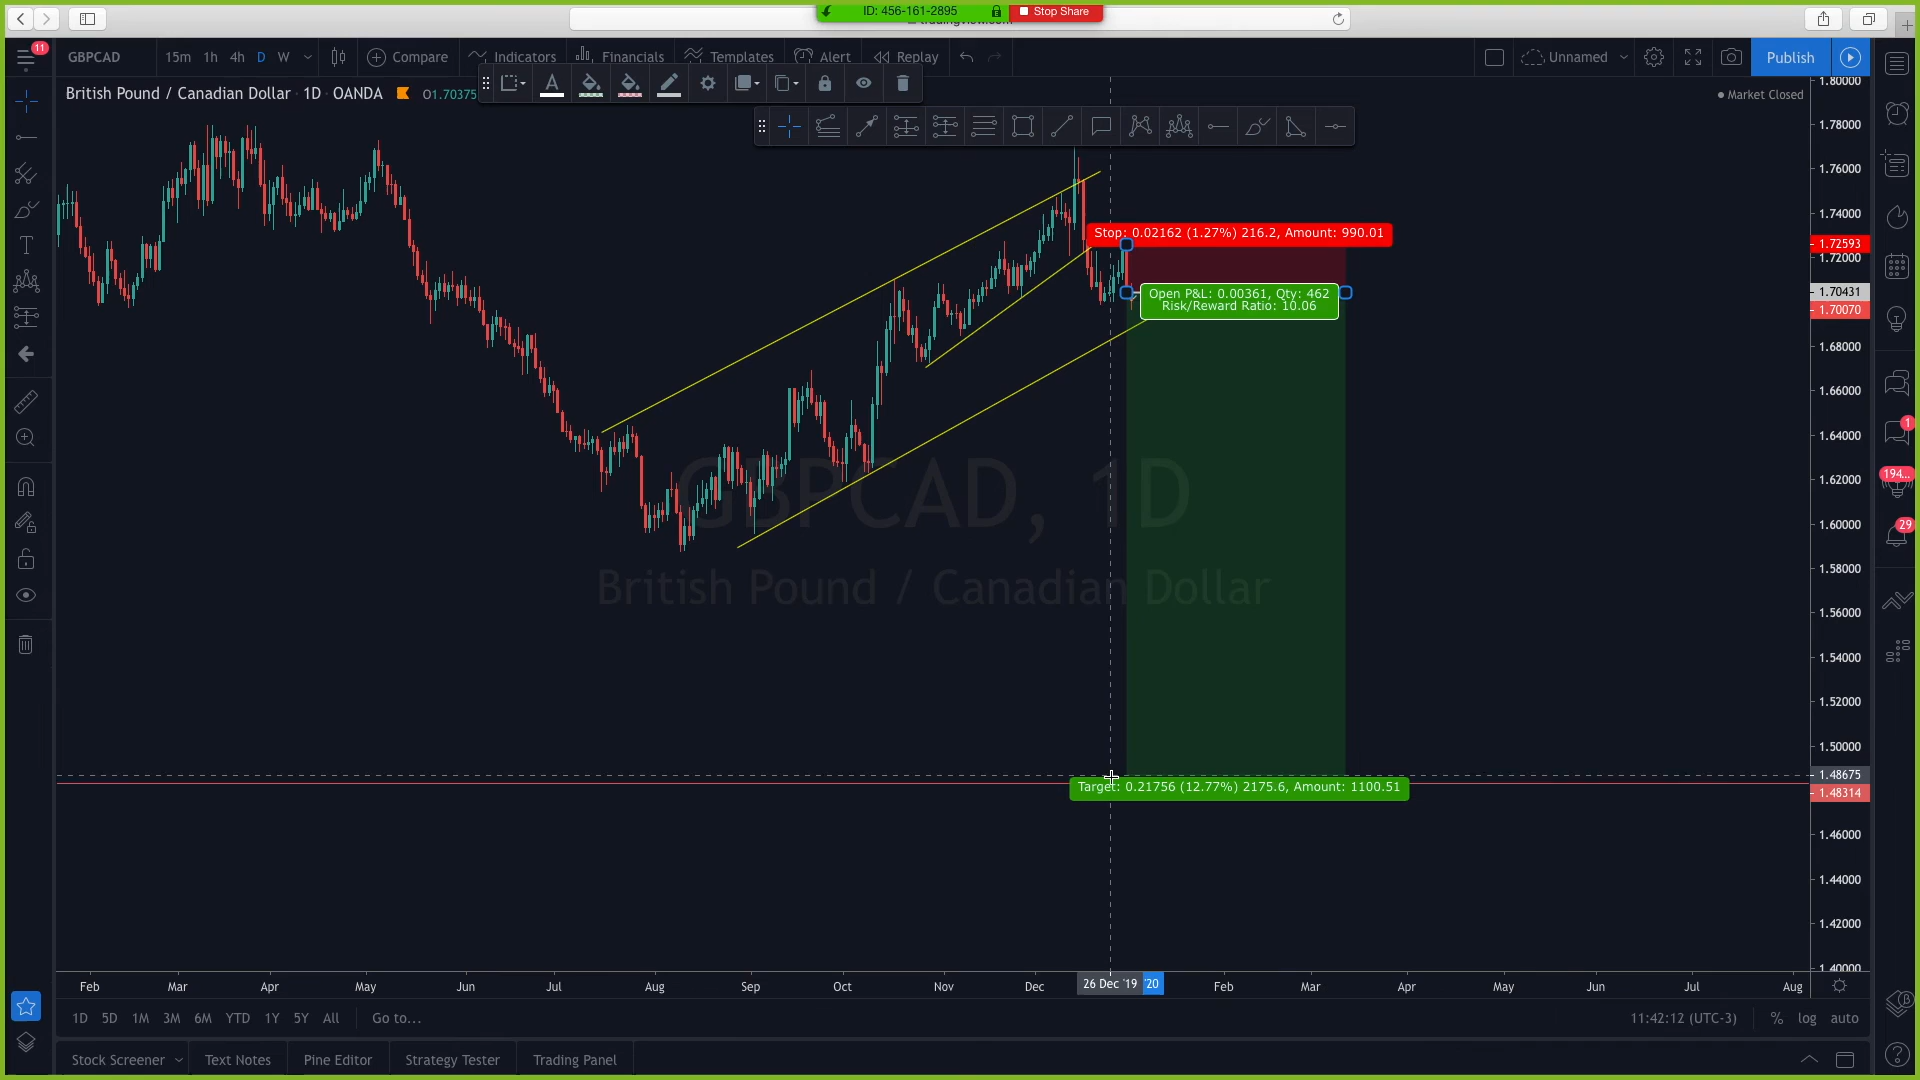 ID: 456-161-2895
Stop Share
11
GBPCAD
15m 1h 4h D W
Compare
Indicators
Financials
Templates
Alert
Replay
Unnamed
Publish
British Pound / Canadian Dollar · 1D · OANDA
O1.70375
Market Closed
GBPCAD, 1D
British Pound / Canadian Dollar
Stop: 0.02162 (1.27%) 216.2, Amount: 990.01
Open P&L: 0.00361, Qty: 462
Risk/Reward Ratio: 10.06
Target: 0.21756 (12.77%) 2175.6, Amount: 1100.51
1.80000
1.78000
1.76000
1.74000
1.72593
1.72000
1.70431
1.70070
1.68000
1.66000
1.64000
1.62000
1.60000
1.58000
1.56000
1.54000
1.52000
1.50000
1.48675
1.48314
1.46000
1.44000
1.42000
1.40000
1
194...
29
Feb Mar Apr May Jun Jul Aug Sep Oct Nov Dec 26 Dec '19 '20 Feb Mar Apr May Jun Jul Aug
1D 5D 1M 3M 6M YTD 1Y 5Y All Go to...
11:42:12 (UTC-3) % log auto
Stock Screener Text Notes Pine Editor Strategy Tester Trading Panel